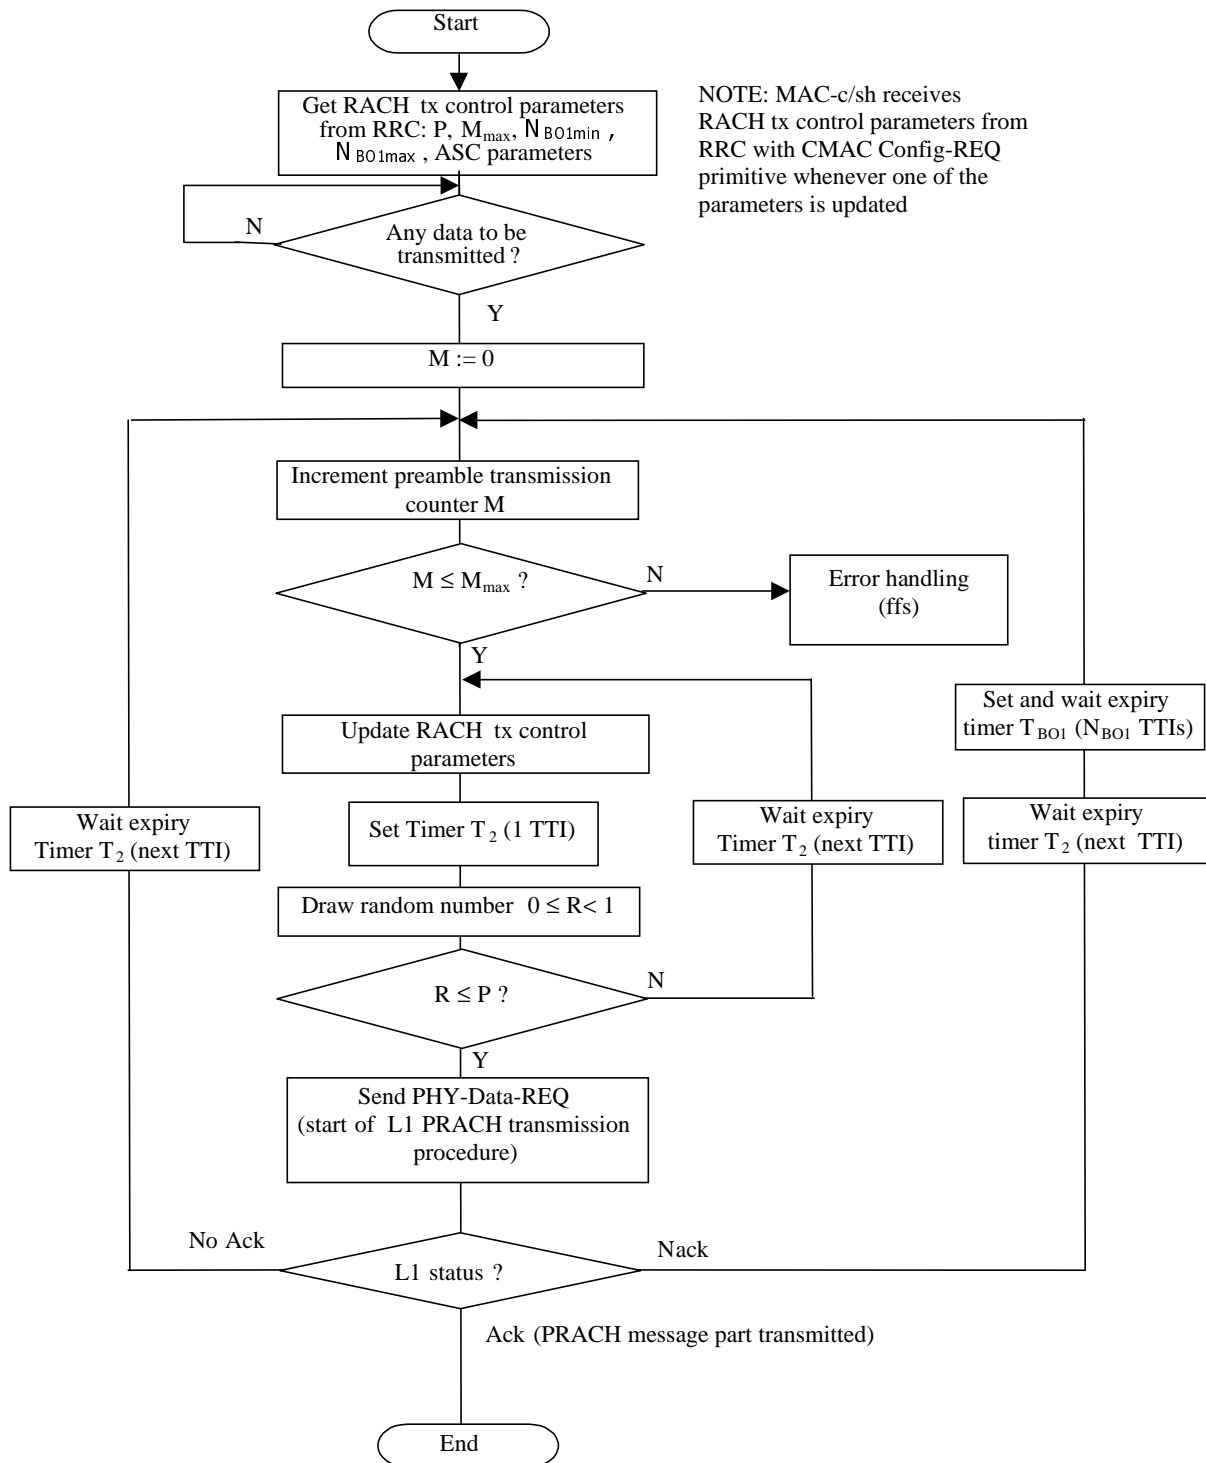 Start
Get RACH tx control parameters
from RRC: P, Mmax, NBO1min ,
NBO1max , ASC parameters
NOTE: MAC-c/sh receives
RACH tx control parameters from
RRC with CMAC Config-REQ
primitive whenever one of the
parameters is updated
N
Any data to be
transmitted ?
Y
M := 0
Increment preamble transmission
counter M
M ≤ Mmax ?
N
Error handling
(ffs)
Y
Set and wait expiry
timer TBO1 (NBO1 TTIs)
Update RACH tx control
parameters
Wait expiry
Timer T2 (next TTI)
Set Timer T2 (1 TTI)
Wait expiry
Timer T2 (next TTI)
Wait expiry
timer T2 (next TTI)
Draw random number 0 ≤ R< 1
R ≤ P ?
N
Y
Send PHY-Data-REQ
(start of L1 PRACH transmission
procedure)
No Ack
Nack
L1 status ?
Ack (PRACH message part transmitted)
End